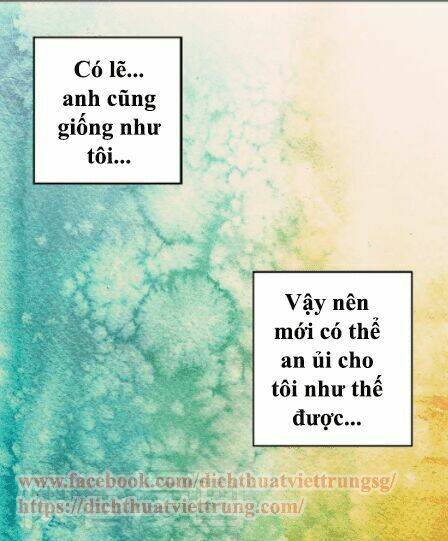 Có lẽ...
anh cũng
giống như
tôi...
Vậy nên
mới có thể
an ủi cho
tôi như thế
được...
www.facebook.com/dichthuatviettrungsg/
https://dichthuatviettrung.com/